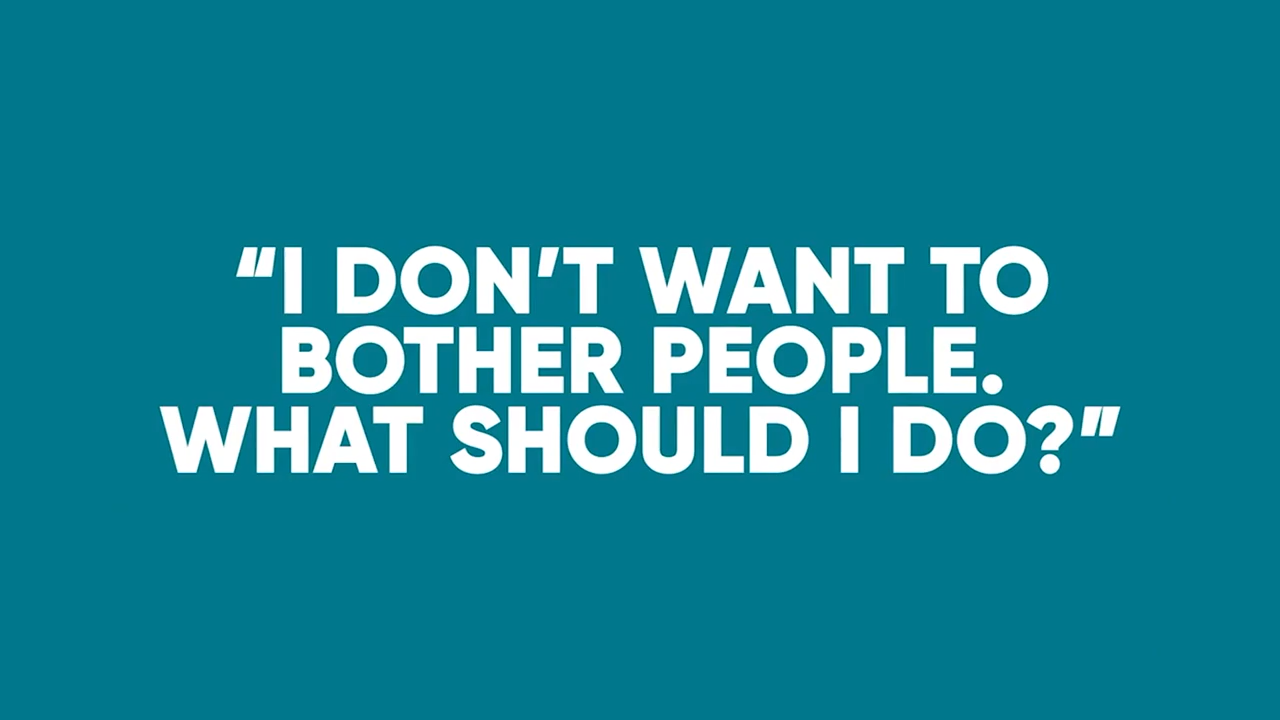 “I DON’T WANT TO
BOTHER PEOPLE.
WHAT SHOULD I DO?”